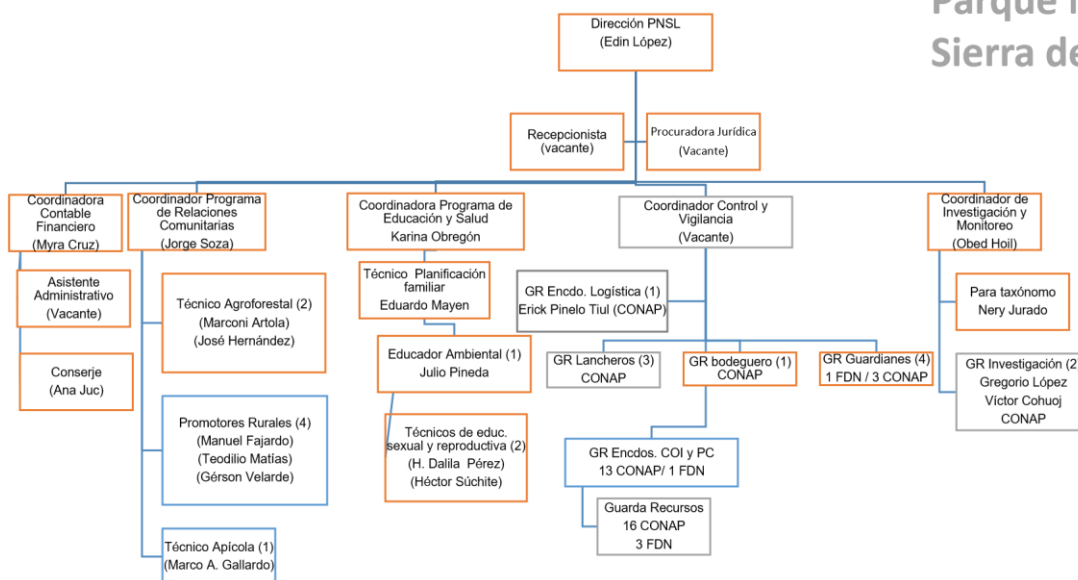 Parque
Sierra de
Dirección PNSL
(Edin López)
Recepcionista
(vacante)
Procuradora Jurídica
(Vacante)
Coordinadora
Contable
Financiero
(Myra Cruz)
Coordinador Programa
de Relaciones
Comunitarias
(Jorge Soza)
Coordinadora Programa de
Educación y Salud
Karina Obregón
Coordinador Control y
Vigilancia
(Vacante)
Coordinador de
Investigación y
Monitoreo
(Obed Hoil)
Asistente
Administrativo
(Vacante)
Conserje
(Ana Juc)
Técnico Agroforestal (2)
(Marconi Artola)
(José Hernández)
Promotores Rurales (4)
(Manuel Fajardo)
(Teodilio Matías)
(Gérson Velarde)
Técnico Apícola (1)
(Marco A. Gallardo)
Técnico Planificación
familiar
Eduardo Mayen
Educador Ambiental (1)
Julio Pineda
Técnicos de educ.
sexual y reproductiva (2)
(H. Dalila Pérez)
(Héctor Súchite)
GR Encdo. Logística (1)
Erick Pinelo Tiul (CONAP)
GR Lancheros (3)
CONAP
GR bodeguero (1)
CONAP
GR Guardianes (4)
1 FDN / 3 CONAP
GR Encdos. COI y PC
13 CONAP/ 1 FDN
Guarda Recursos
16 CONAP
3 FDN
Para taxónomo
Nery Jurado
GR Investigación (2
Gregorio López
Víctor Cohuoj
CONAP